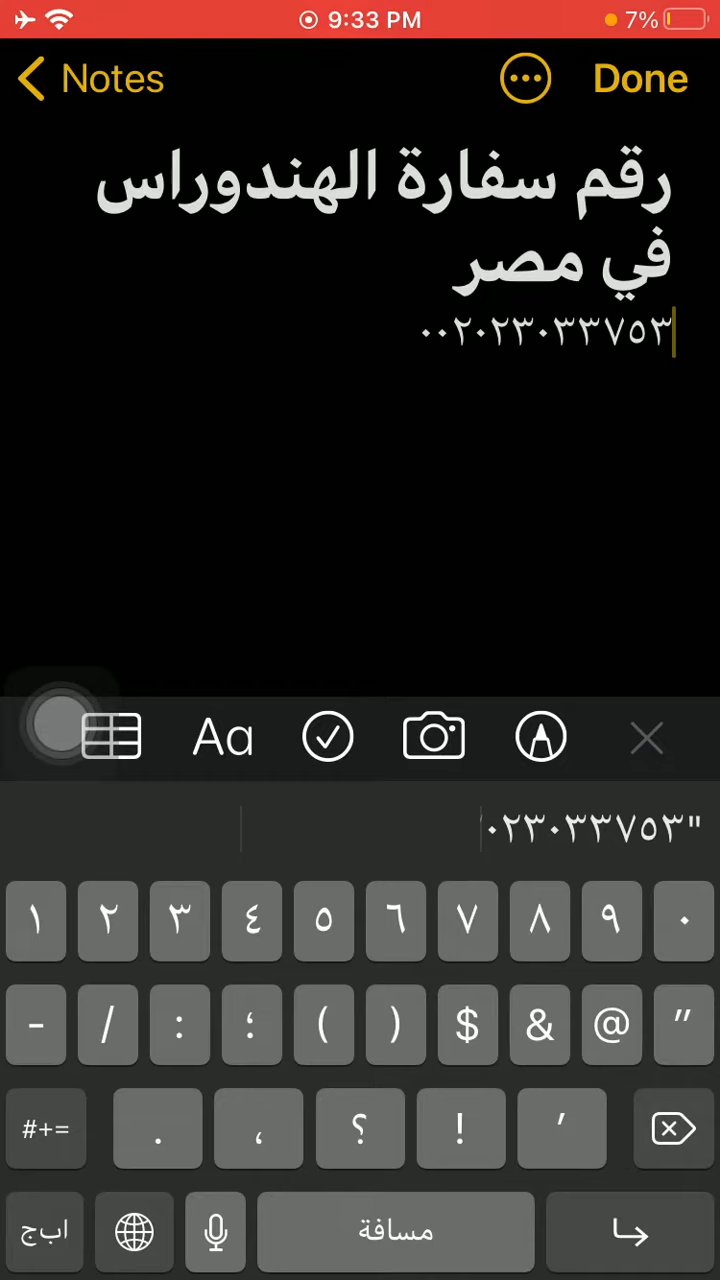 9:33 PM
7%
Notes
Done
رقم سفارة الهندوراس
في مصر
٠٠٢٠٢٣٠٣٣٧٥٣
Aa
٠٢٣٠٣٣٧٥٣"
١ ٢ ٣ ٤ ٥ ٦ ٧ ٨ ٩ ٠
- / : ؛ ( ) $ & @ "
#+= . ، ؟ ! '
اب‌ج مسافة